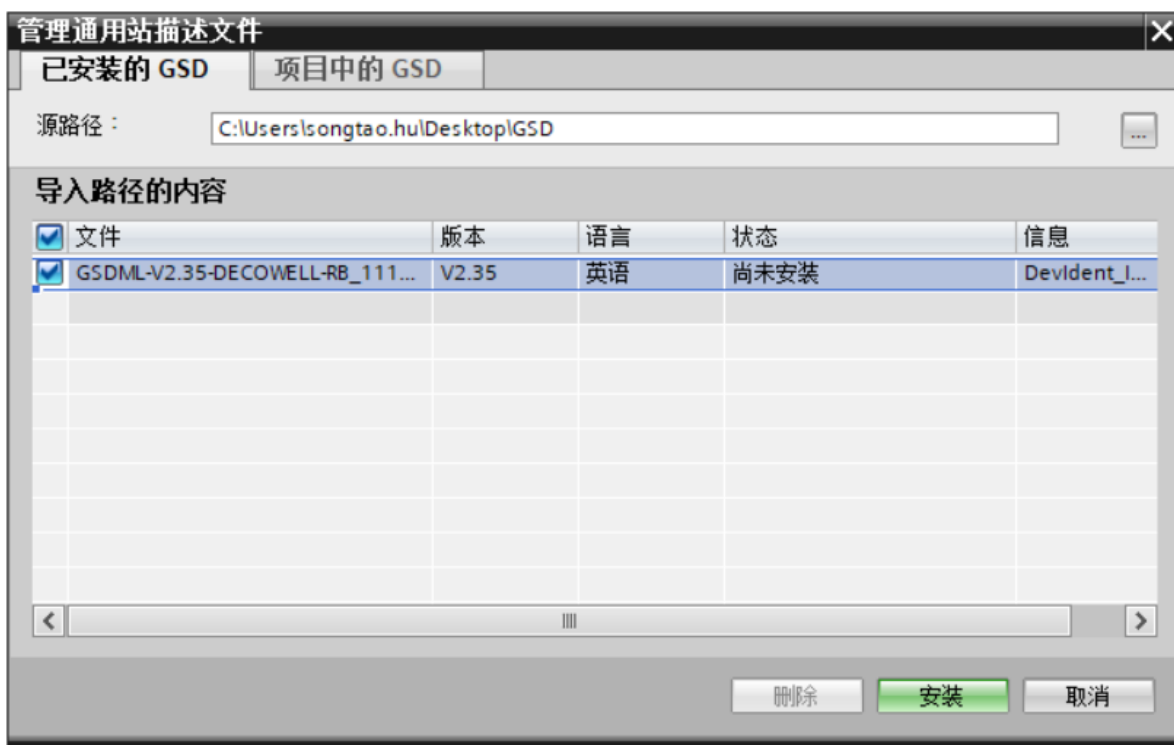 管理通用站描述文件
已安装的 GSD 项目中的 GSD
源路径： C:\Users\songtao.hu\Desktop\GSD ...
导入路径的内容
文件 版本 语言 状态 信息
GSDML-V2.35-DECOWELL-RB_111... V2.35 英语 尚未安装 DevIdent_I...
删除 安装 取消